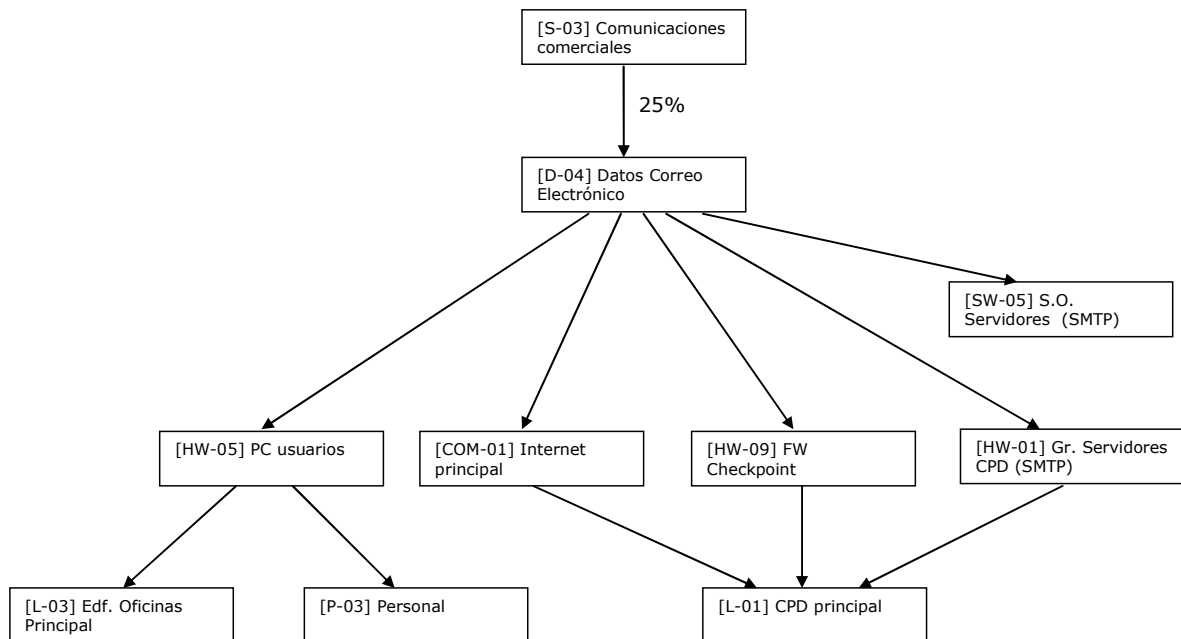 [S-03] Comunicaciones
comerciales
25%
[D-04] Datos Correo
Electrónico
[SW-05] S.O.
Servidores (SMTP)
[HW-05] PC usuarios
[COM-01] Internet
principal
[HW-09] FW
Checkpoint
[HW-01] Gr. Servidores
CPD (SMTP)
[L-03] Edf. Oficinas
Principal
[P-03] Personal
[L-01] CPD principal